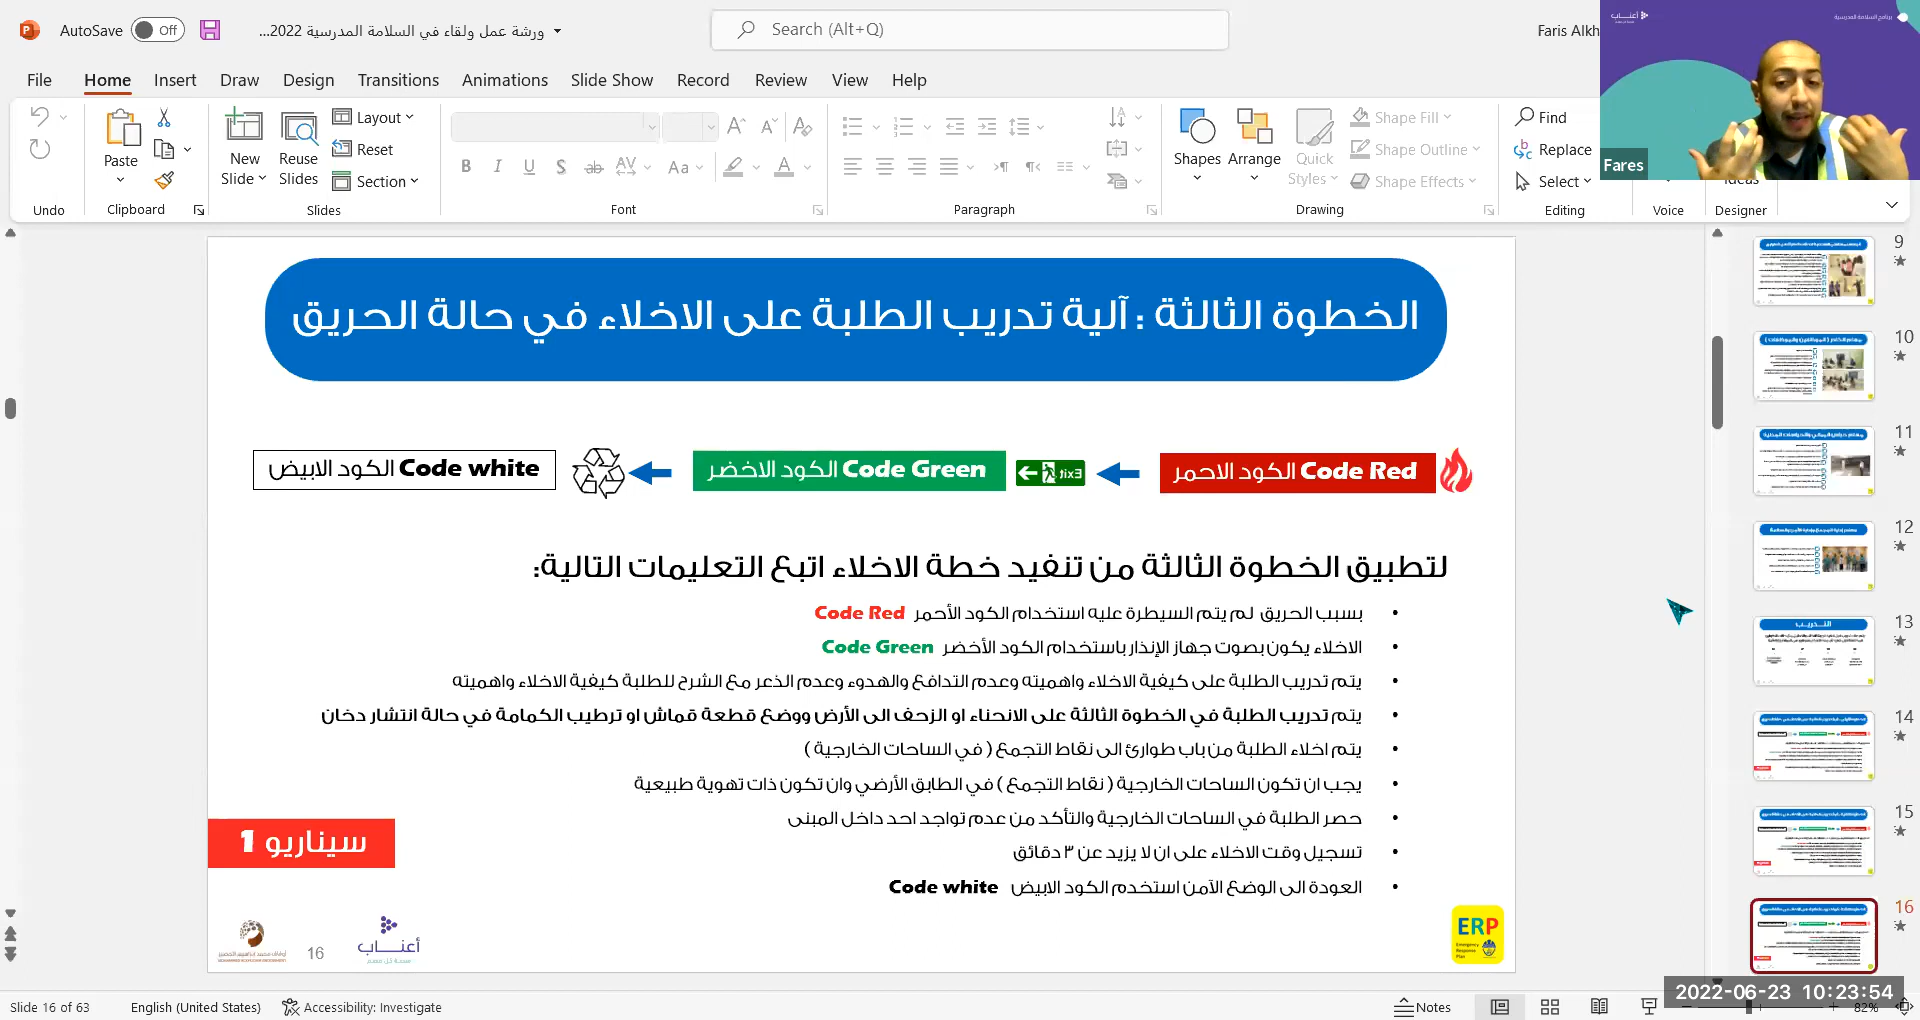 AutoSave
Off
ورشة عمل ولقاء في السلامة المدرسية 2022...
Search (Alt+Q)
Faris Alkh
File Home Insert Draw Design Transitions Animations Slide Show Record Review View Help
Paste
New Slide
Reuse Slides
Layout
Reset
Section
Shapes
Arrange
Quick Styles
Shape Fill
Shape Outline
Shape Effects
Find
Replace
Select
Undo
Clipboard
Slides
Font
Paragraph
Drawing
Editing
Voice
Designer
Fares
أعناب
برنامج السلامة المدرسية
الخطوة الثالثة : آلية تدريب الطلبة على الاخلاء في حالة الحريق
Code Red الكود الاحمر
Exit
Code Green الكود الاخضر
Code white الكود الابيض
لتطبيق الخطوة الثالثة من تنفيد خطة الاخلاء اتبع التعليمات التالية:
• بسبب الحريق لم يتم السيطرة عليه استخدام الكود الأحمر Code Red
• الاخلاء يكون بصوت جهاز الإنذار باستخدام الكود الأخضر Code Green
• يتم تدريب الطلبة على كيفية الاخلاء واهميته وعدم التدافع والهدوء وعدم الذعر مع الشرح للطلبة كيفية الاخلاء واهميته
• يتم تدريب الطلبة في الخطوة الثالثة على الانحناء او الزحف الى الأرض ووضع قطعة قماش او ترطيب الكمامة في حالة انتشار دخان
• يتم اخلاء الطلبة من باب طوارئ الى نقاط التجمع ( في الساحات الخارجية )
• يجب ان تكون الساحات الخارجية ( نقاط التجمع ) في الطابق الأرضي وان تكون ذات تهوية طبيعية
• حصر الطلبة في الساحات الخارجية والتأكد من عدم تواجد احد داخل المبنى
• تسجيل وقت الاخلاء على ان لا يزيد عن ٣ دقائق
• العودة الى الوضع الآمن استخدم الكود الابيض Code white
سيناريو 1
16
أعناب
ERP
Emergency
Response
Plan
9
10
11
12
13
التدريب
14
15
16
Slide 16 of 63
English (United States)
Accessibility: Investigate
Notes
82%
2022-06-23 10:23:54